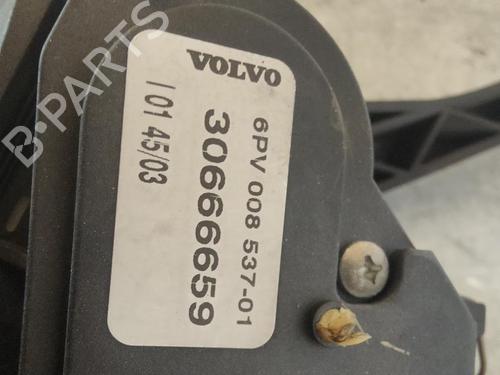 VOLVO
6PV 008 537-01
30666659
I 01 45/03
B-PARTS